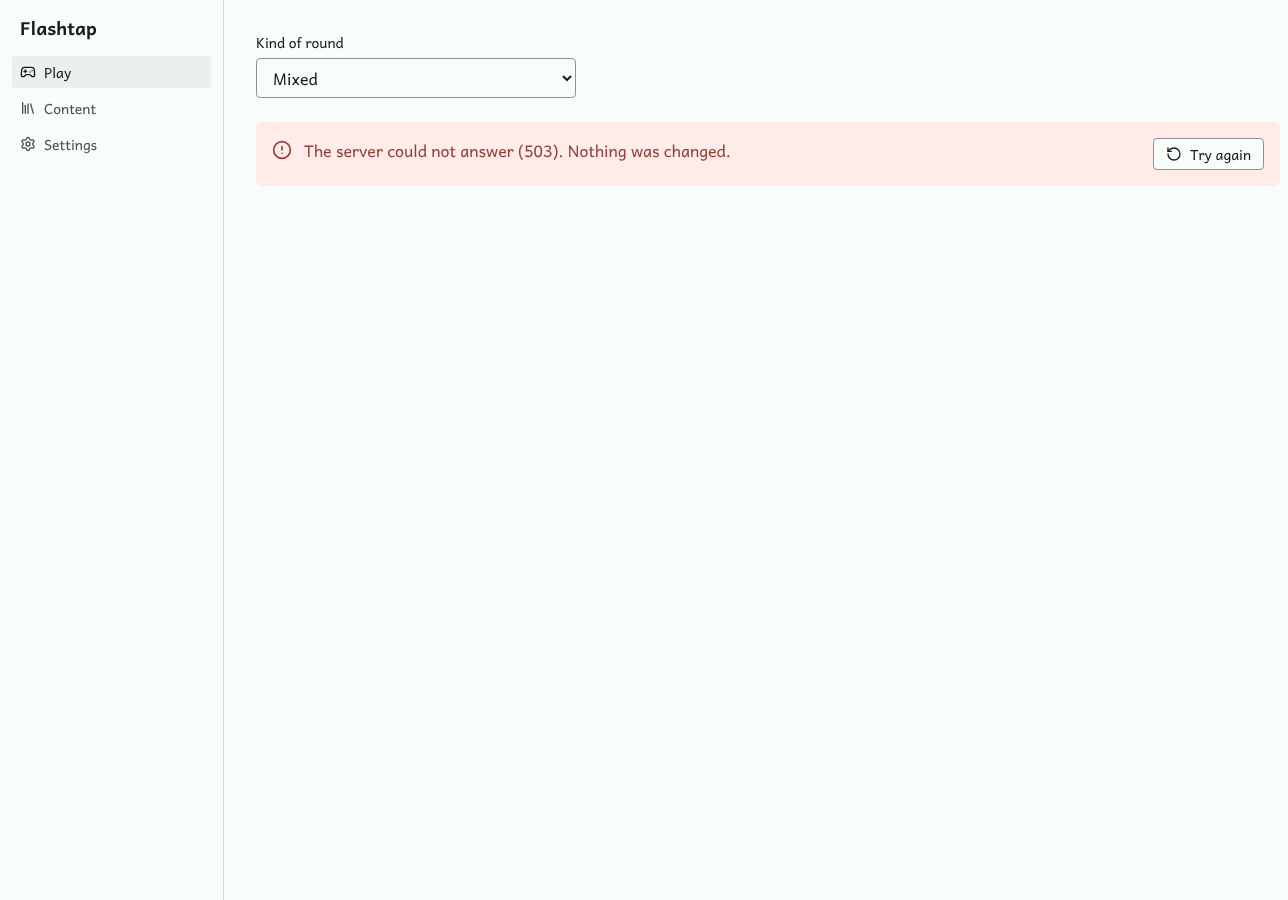 Flashtap
Play
Content
Settings
Kind of round
Mixed
The server could not answer (503). Nothing was changed.
Try again